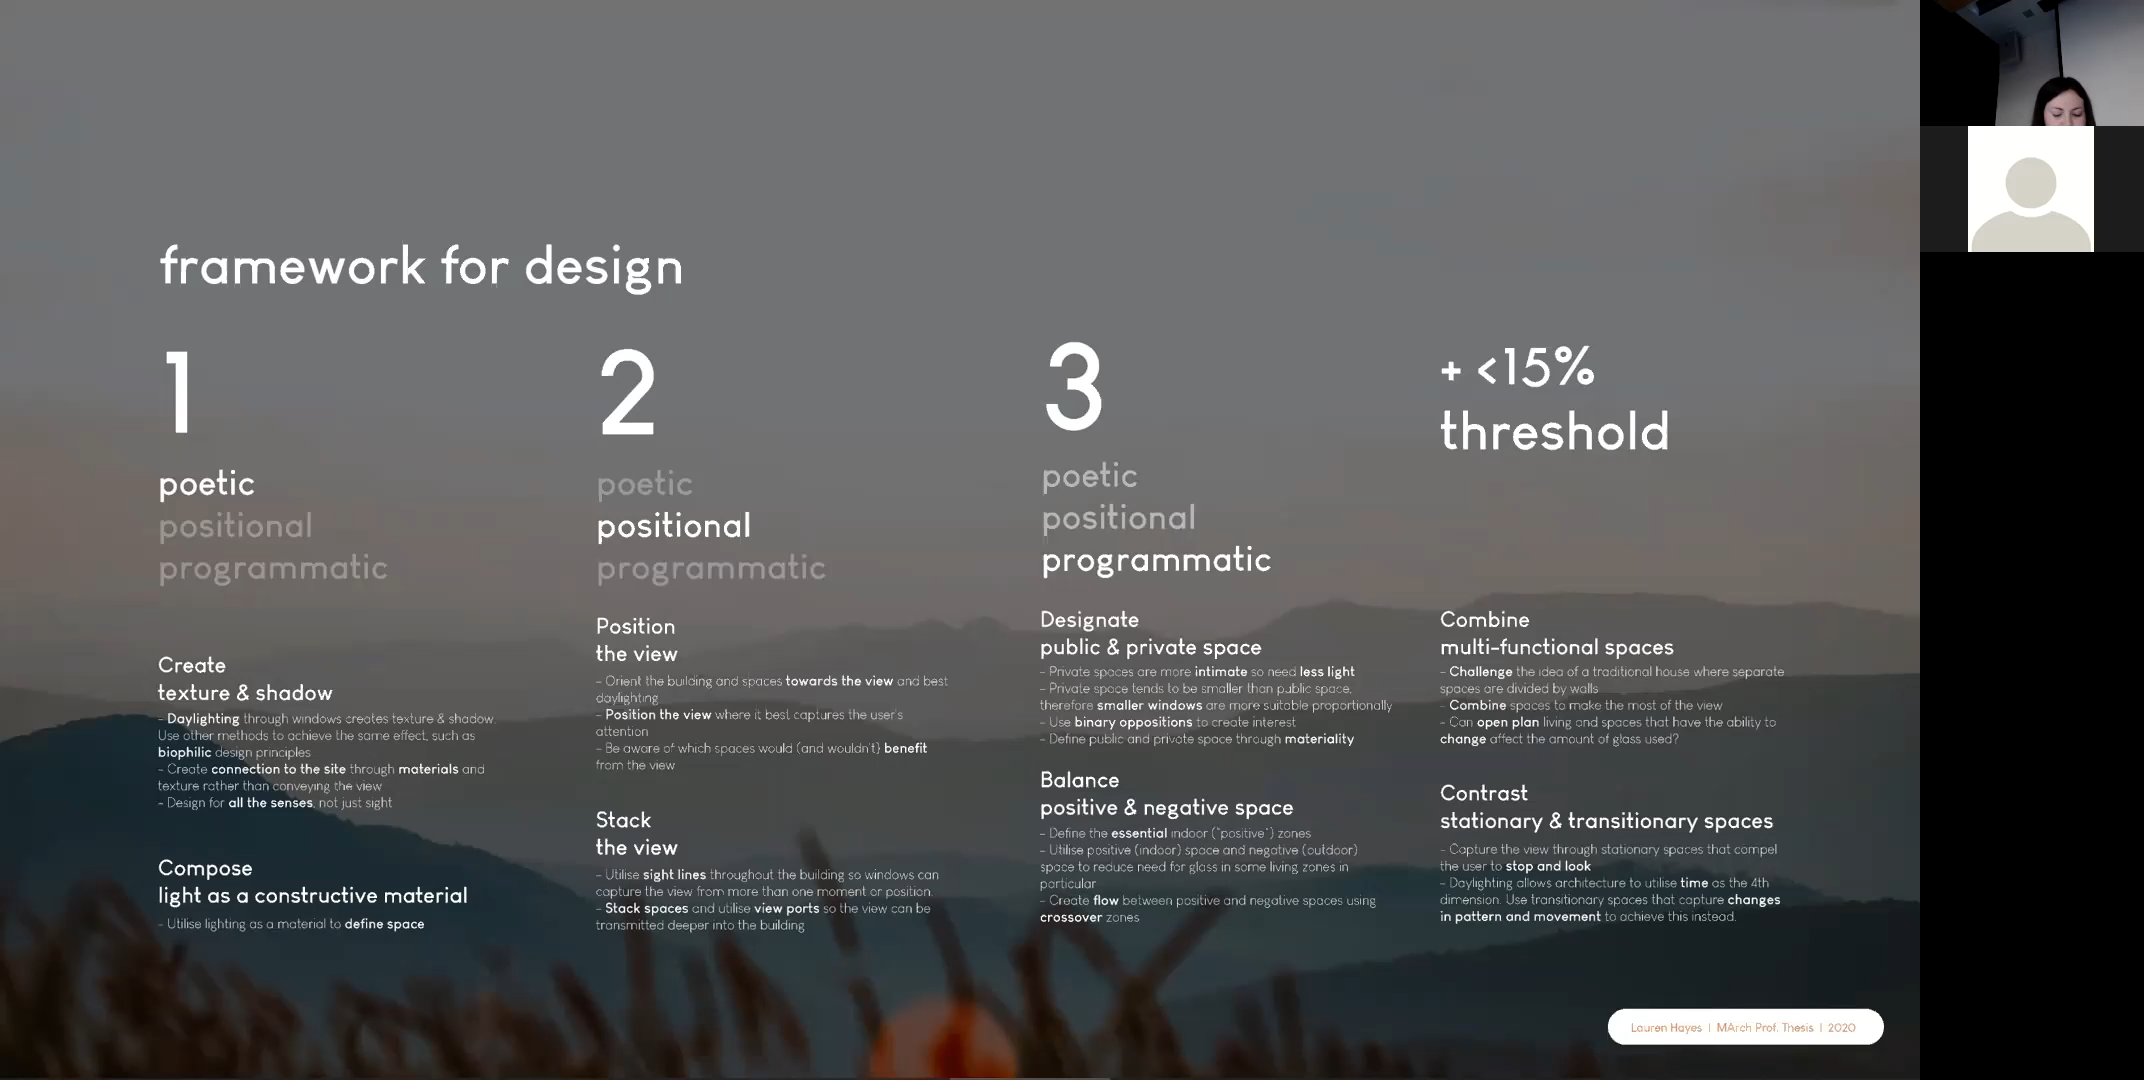 framework for design
1
poetic
positional
programmatic
Create
texture & shadow
- Daylighting through windows creates texture & shadow.
Use other methods to achieve the same effect, such as
biophilic design principles
- Create connection to the site through materials and
texture rather than conveying the view
- Design for all the senses, not just sight
Compose
light as a constructive material
- Utilise lighting as a material to define space
2
poetic
positional
programmatic
Position
the view
- Orient the building and spaces towards the view and best
daylighting
- Position the view where it best captures the user's
attention
- Be aware of which spaces would (and wouldn't) benefit
from the view
Stack
the view
- Utilise sight lines throughout the building so windows can
capture the view from more than one moment or position.
- Stack spaces and utilise view ports so the view can be
transmitted deeper into the building
3
poetic
positional
programmatic
Designate
public & private space
- Private spaces are more intimate so need less light
- Private space tends to be smaller than public space,
therefore smaller windows are more suitable proportionally
- Use binary oppositions to create interest
- Define public and private space through materiality
Balance
positive & negative space
- Define the essential indoor ("positive") zones
- Utilise positive (indoor) space and negative (outdoor)
space to reduce need for glass in some living zones in
particular
- Create flow between positive and negative spaces using
crossover zones
+ <15%
threshold
Combine
multi-functional spaces
- Challenge the idea of a traditional house where separate
spaces are divided by walls
- Combine spaces to make the most of the view
- Can open plan living and spaces that have the ability to
change affect the amount of glass used?
Contrast
stationary & transitionary spaces
- Capture the view through stationary spaces that compel
the user to stop and look
- Daylighting allows architecture to utilise time as the 4th
dimension. Use transitionary spaces that capture changes
in pattern and movement to achieve this instead.
Lauren Hayes | MArch Prof. Thesis | 2020